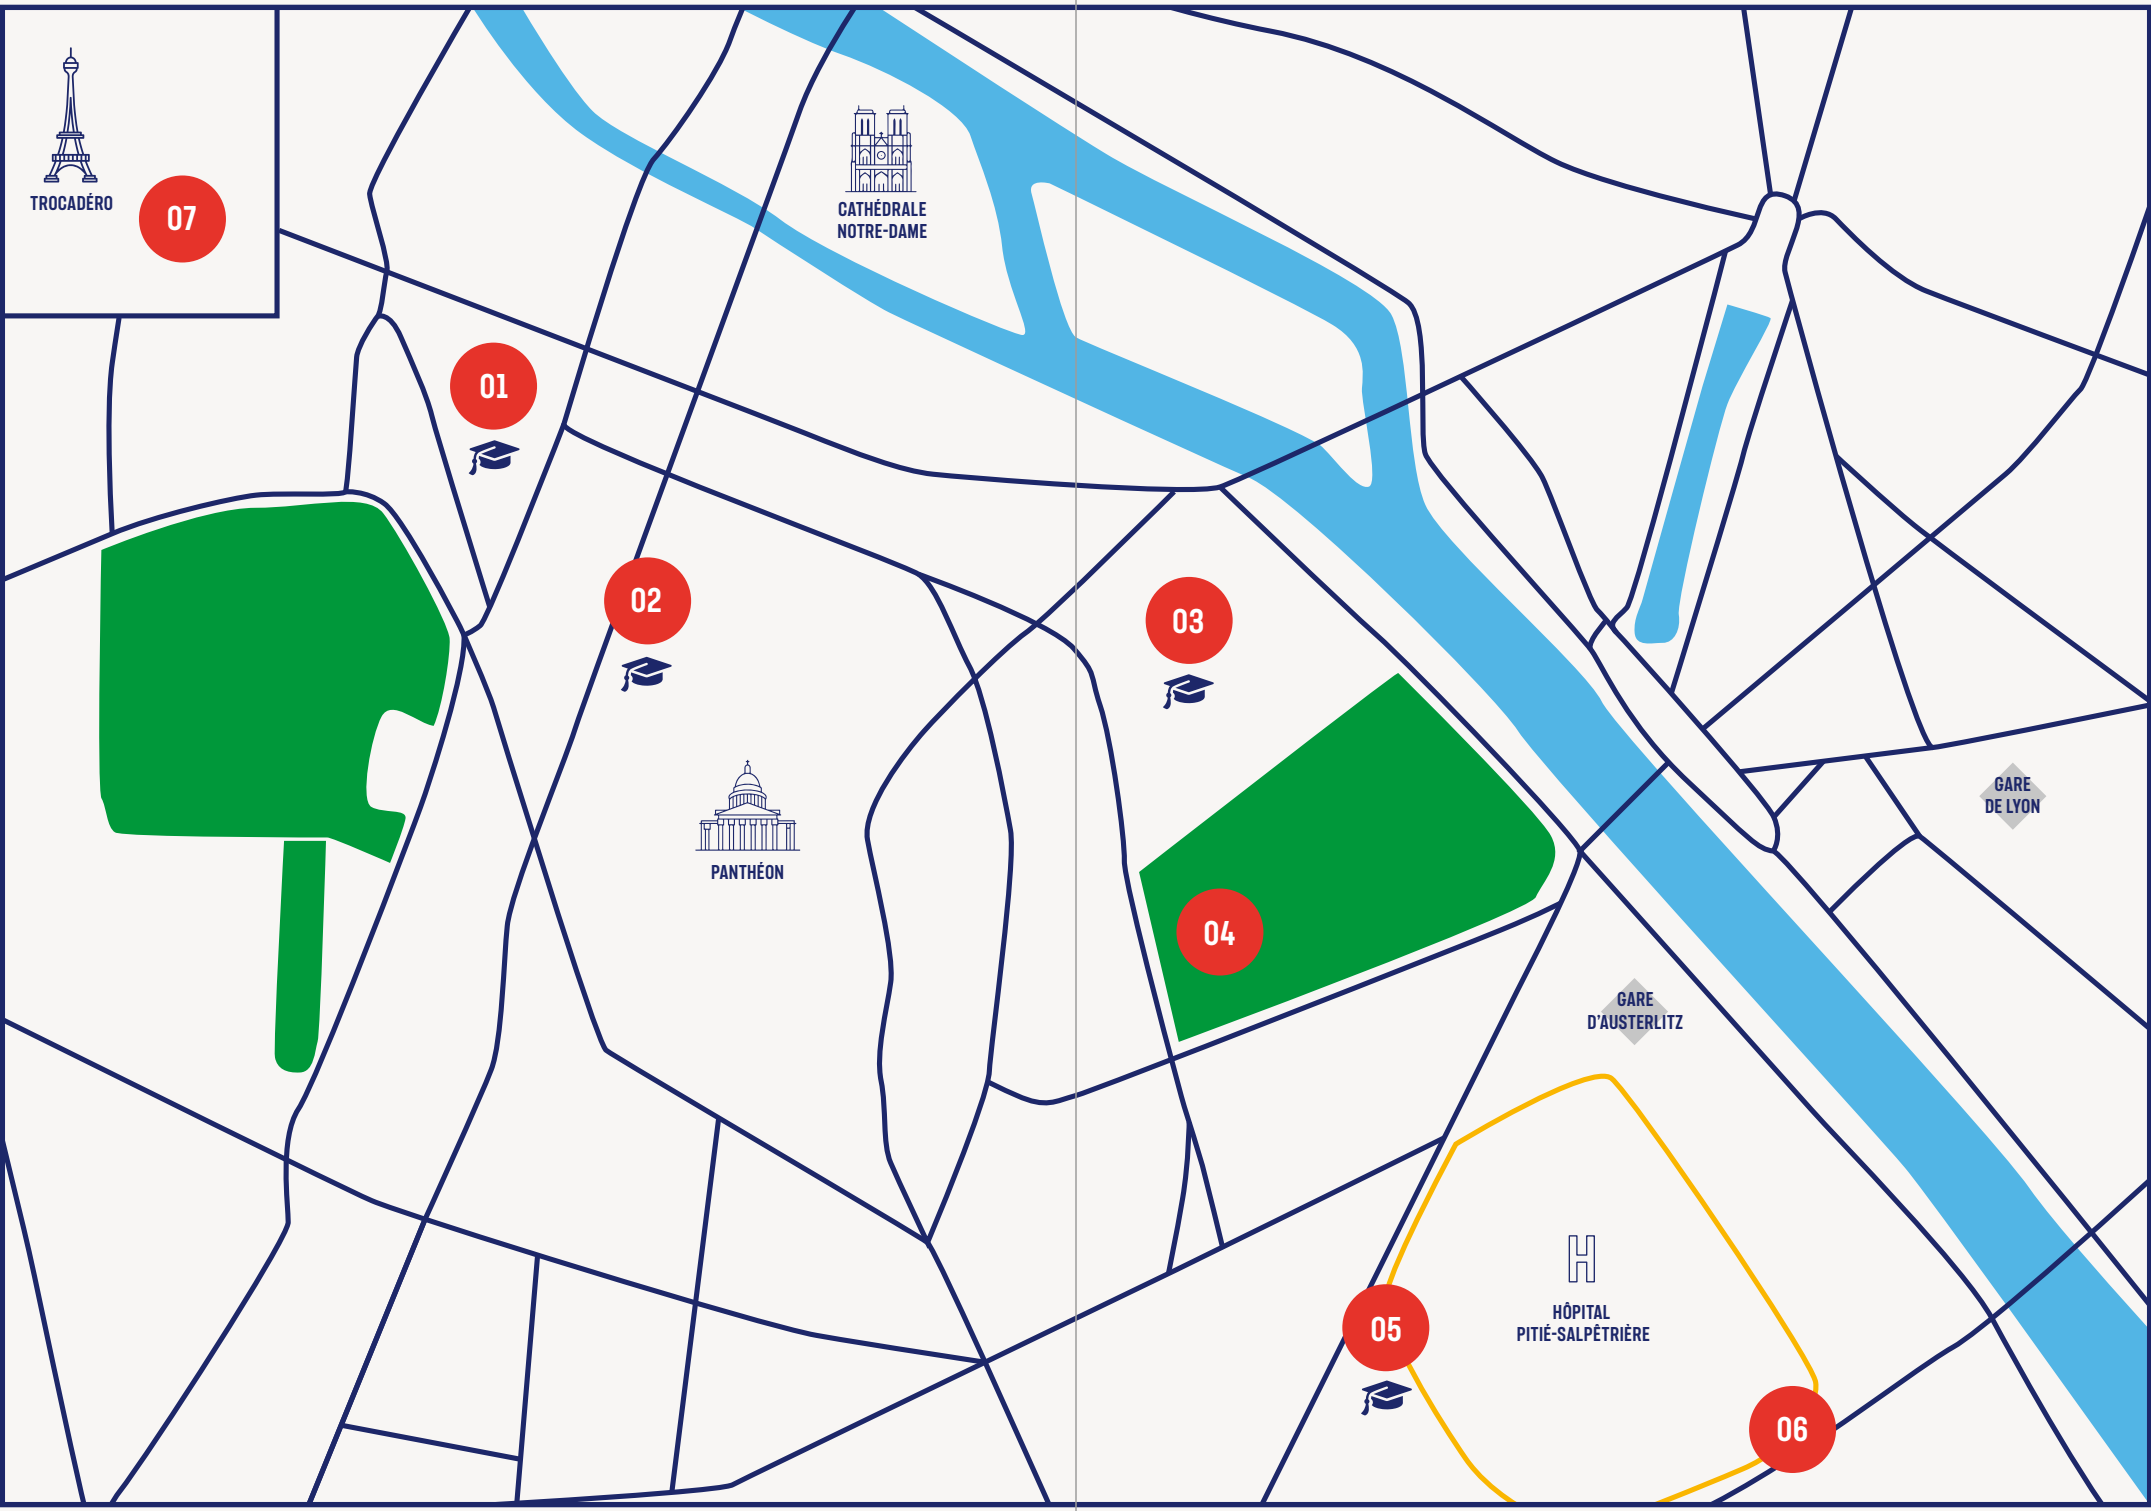 TROCADÉRO
07
CATHÉDRALE
NOTRE-DAME
01
02
03
PANTHÉON
GARE
DE LYON
04
GARE
D'AUSTERLITZ
H
HÔPITAL
PITIÉ-SALPÊTRIÈRE
05
06